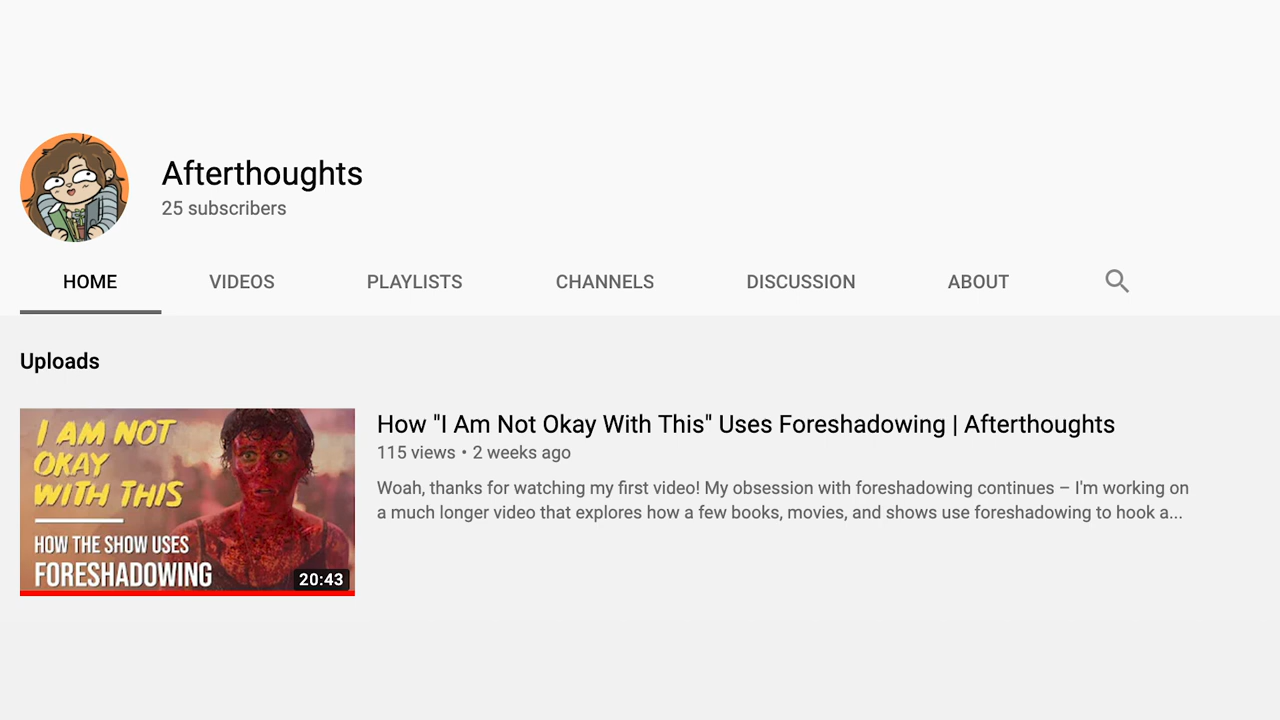 Afterthoughts
25 subscribers
HOME VIDEOS PLAYLISTS CHANNELS DISCUSSION ABOUT
Uploads
I AM NOT
OKAY
WITH THIS
HOW THE SHOW USES
FORESHADOWING
20:43
How "I Am Not Okay With This" Uses Foreshadowing | Afterthoughts
115 views • 2 weeks ago
Woah, thanks for watching my first video! My obsession with foreshadowing continues – I'm working on
a much longer video that explores how a few books, movies, and shows use foreshadowing to hook a...